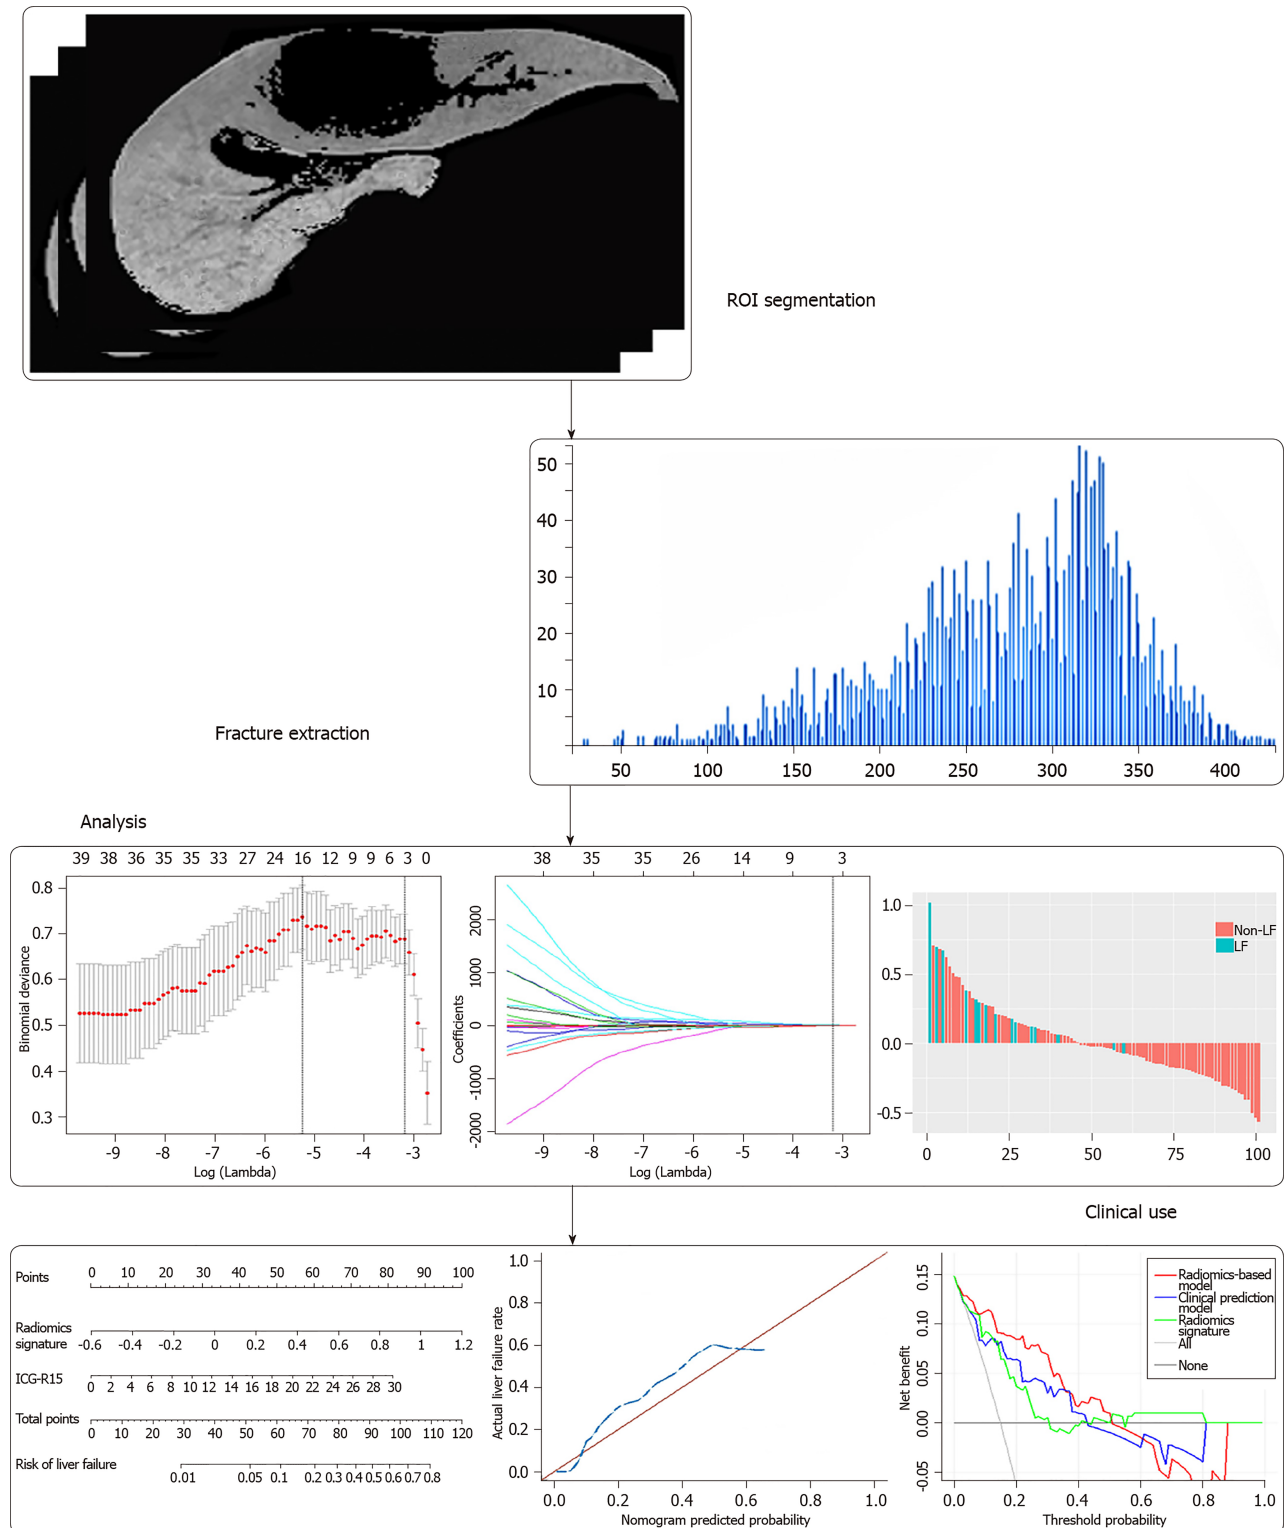 ROI segmentation
50
40
30
20
10
50 100 150 200 250 300 350 400
Fracture extraction
Analysis
39 38 36 35 35 33 27 24 16 12 9 9 6 3 0
0.8
0.7
0.6
0.5
0.4
0.3
Binomial deviance
-9 -8 -7 -6 -5 -4 -3
Log (Lambda)
38 35 35 26 14 9 3
2000
1000
0
-1000
-2000
Coefficients
-9 -8 -7 -6 -5 -4 -3
Log (Lambda)
1.0
0.5
0.0
-0.5
Non-LF
LF
0 25 50 75 100
Clinical use
Points 0 10 20 30 40 50 60 70 80 90 100
Radiomics
signature -0.6 -0.4 -0.2 0 0.2 0.4 0.6 0.8 1 1.2
ICG-R15 0 2 4 6 8 10 12 14 16 18 20 22 24 26 28 30
Total points 0 10 20 30 40 50 60 70 80 90 100 110 120
Risk of liver failure 0.01 0.05 0.1 0.2 0.3 0.4 0.5 0.6 0.7 0.8
1.0
0.8
0.6
0.4
0.2
0.0
Actual liver failure rate
0.0 0.2 0.4 0.6 0.8 1.0
Nomogram predicted probability
0.15
0.10
0.05
0.00
-0.05
Net benefit
Radiomics-based
model
Clinical prediction
model
Radiomics
signature
All
None
0.0 0.2 0.4 0.6 0.8 1.0
Threshold probability